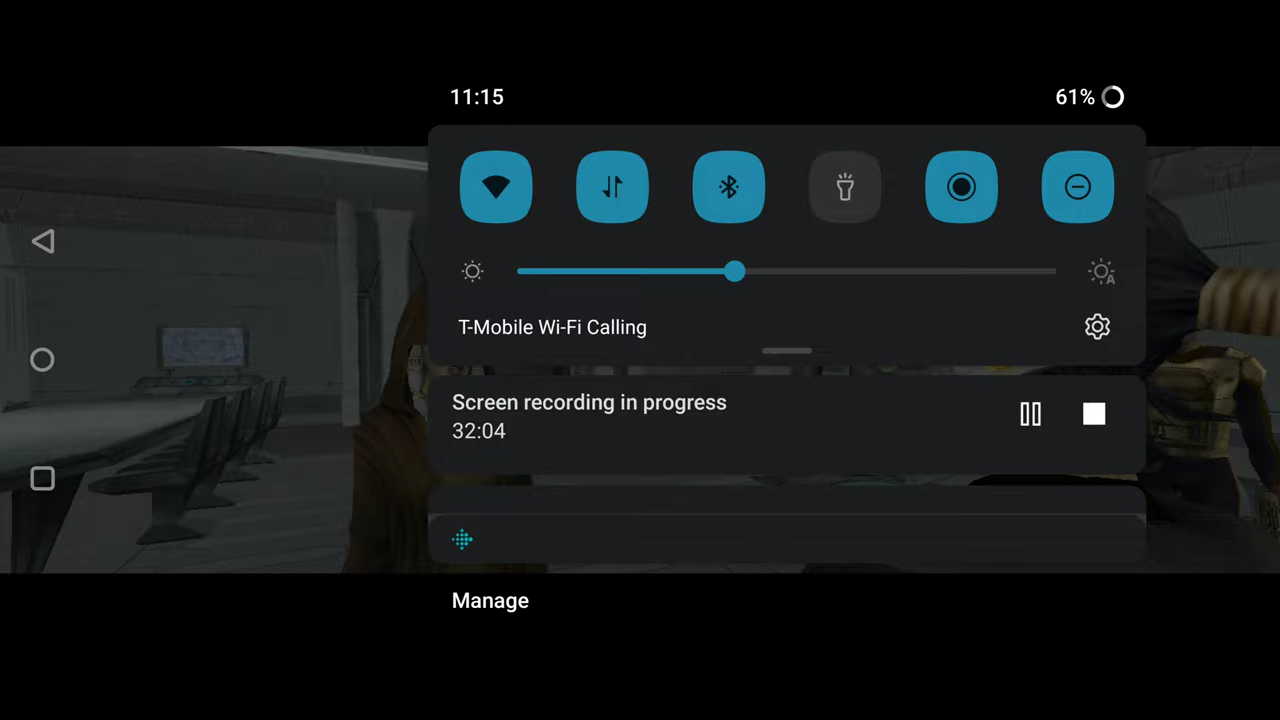 11:15
61%
T-Mobile Wi-Fi Calling
Screen recording in progress
32:04
Manage